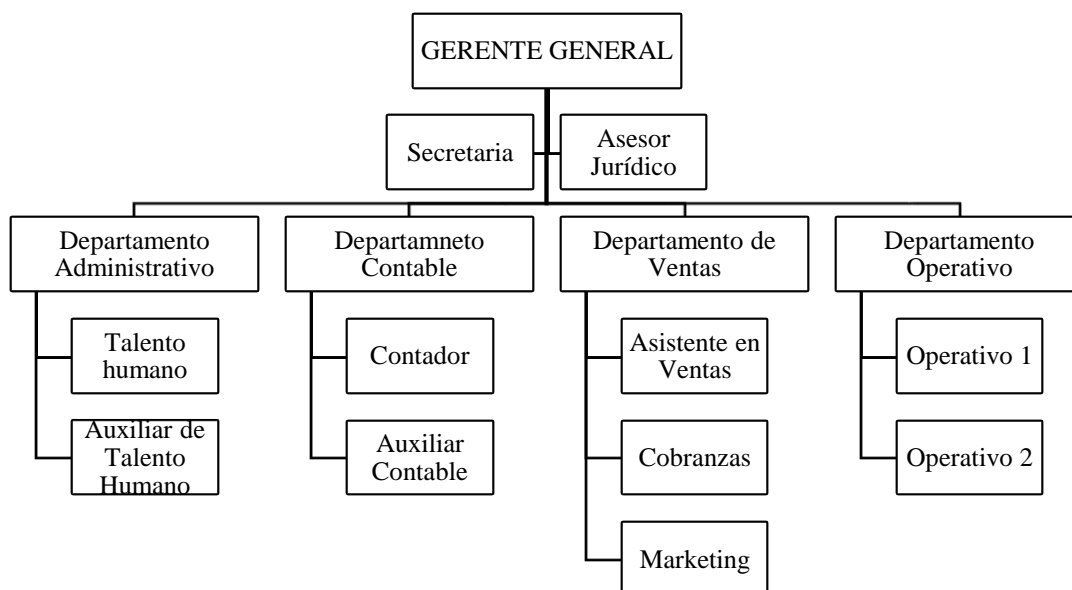 GERENTE GENERAL
Secretaria
Asesor
Jurídico
Departamento
Administrativo
Departamneto
Contable
Departamento de
Ventas
Departamento
Operativo
Talento
humano
Contador
Asistente en
Ventas
Operativo 1
Auxiliar de
Talento
Humano
Auxiliar
Contable
Cobranzas
Operativo 2
Marketing